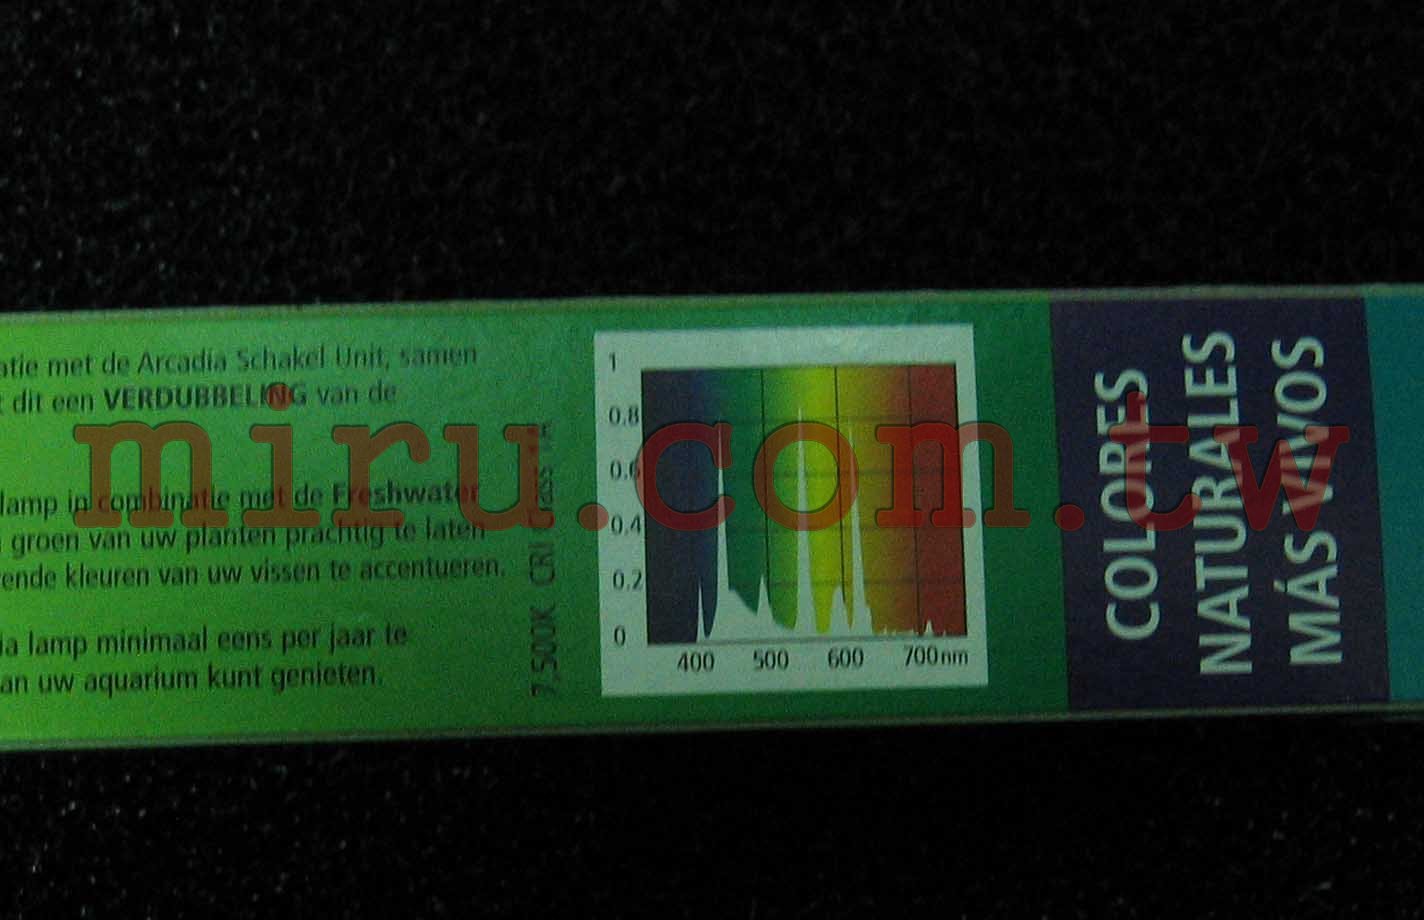 atie met de Arcadia Schakel Unit, samen
t dit een VERDUBBELING van de
lamp in combinatie met de Freshwater
groen van uw planten prachtig te laten
ende kleuren van uw vissen te accentueren.
ia lamp minimaal eens per jaar te
an uw aquarium kunt genieten.
7,500K CRI Class 1A
1
0.8
0.6
0.4
0.2
0
400 500 600 700nm
COLORES
NATURALES
MÁS VIVOS
miru.com.tw